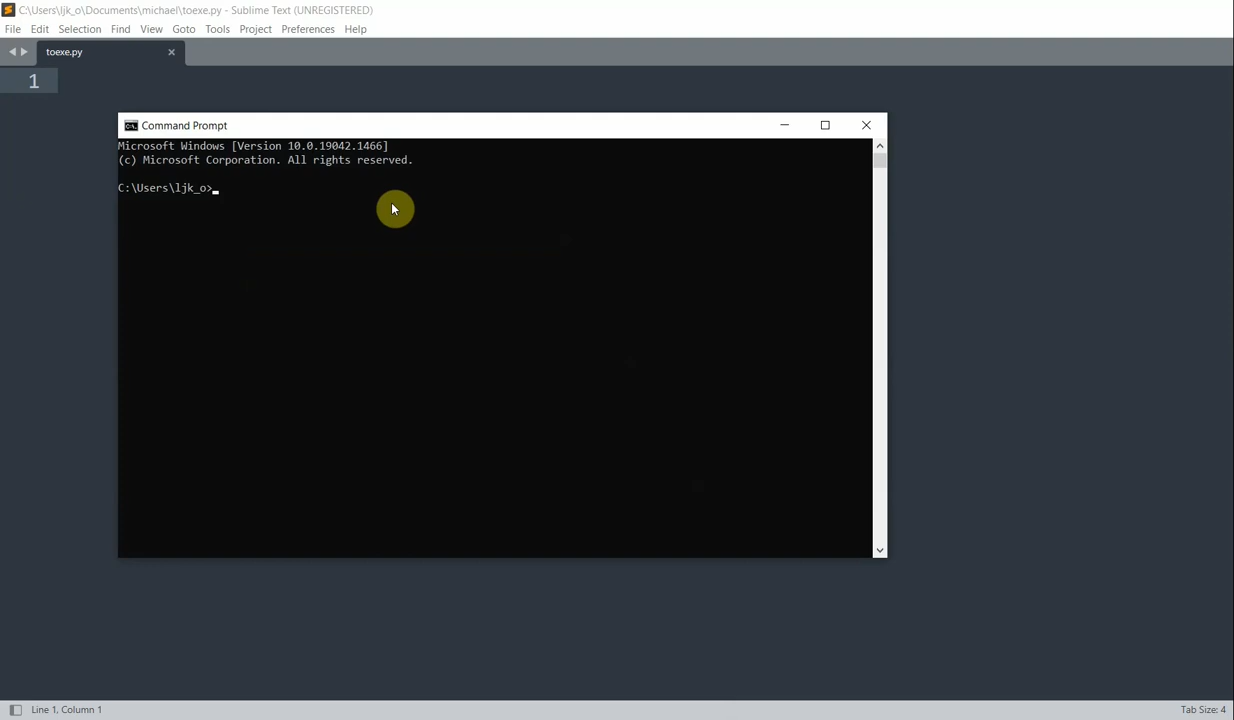 C:\Users\ljk_o\Documents\michael\toexe.py - Sublime Text (UNREGISTERED)
File Edit Selection Find View Goto Tools Project Preferences Help
toexe.py
1
Command Prompt
Microsoft Windows [Version 10.0.19042.1466]
(c) Microsoft Corporation. All rights reserved.
C:\Users\ljk_o>
Line 1, Column 1
Tab Size: 4